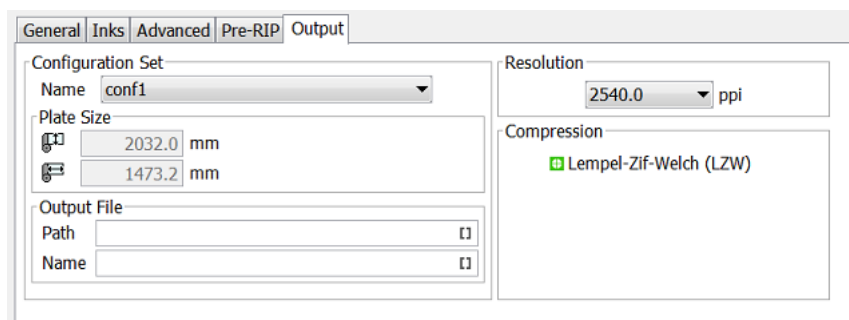 General Inks Advanced Pre-RIP Output
Configuration Set
Name conf1
Plate Size
2032.0 mm
1473.2 mm
Output File
Path []
Name []
Resolution
2540.0 ppi
Compression
Lempel-Zif-Welch (LZW)